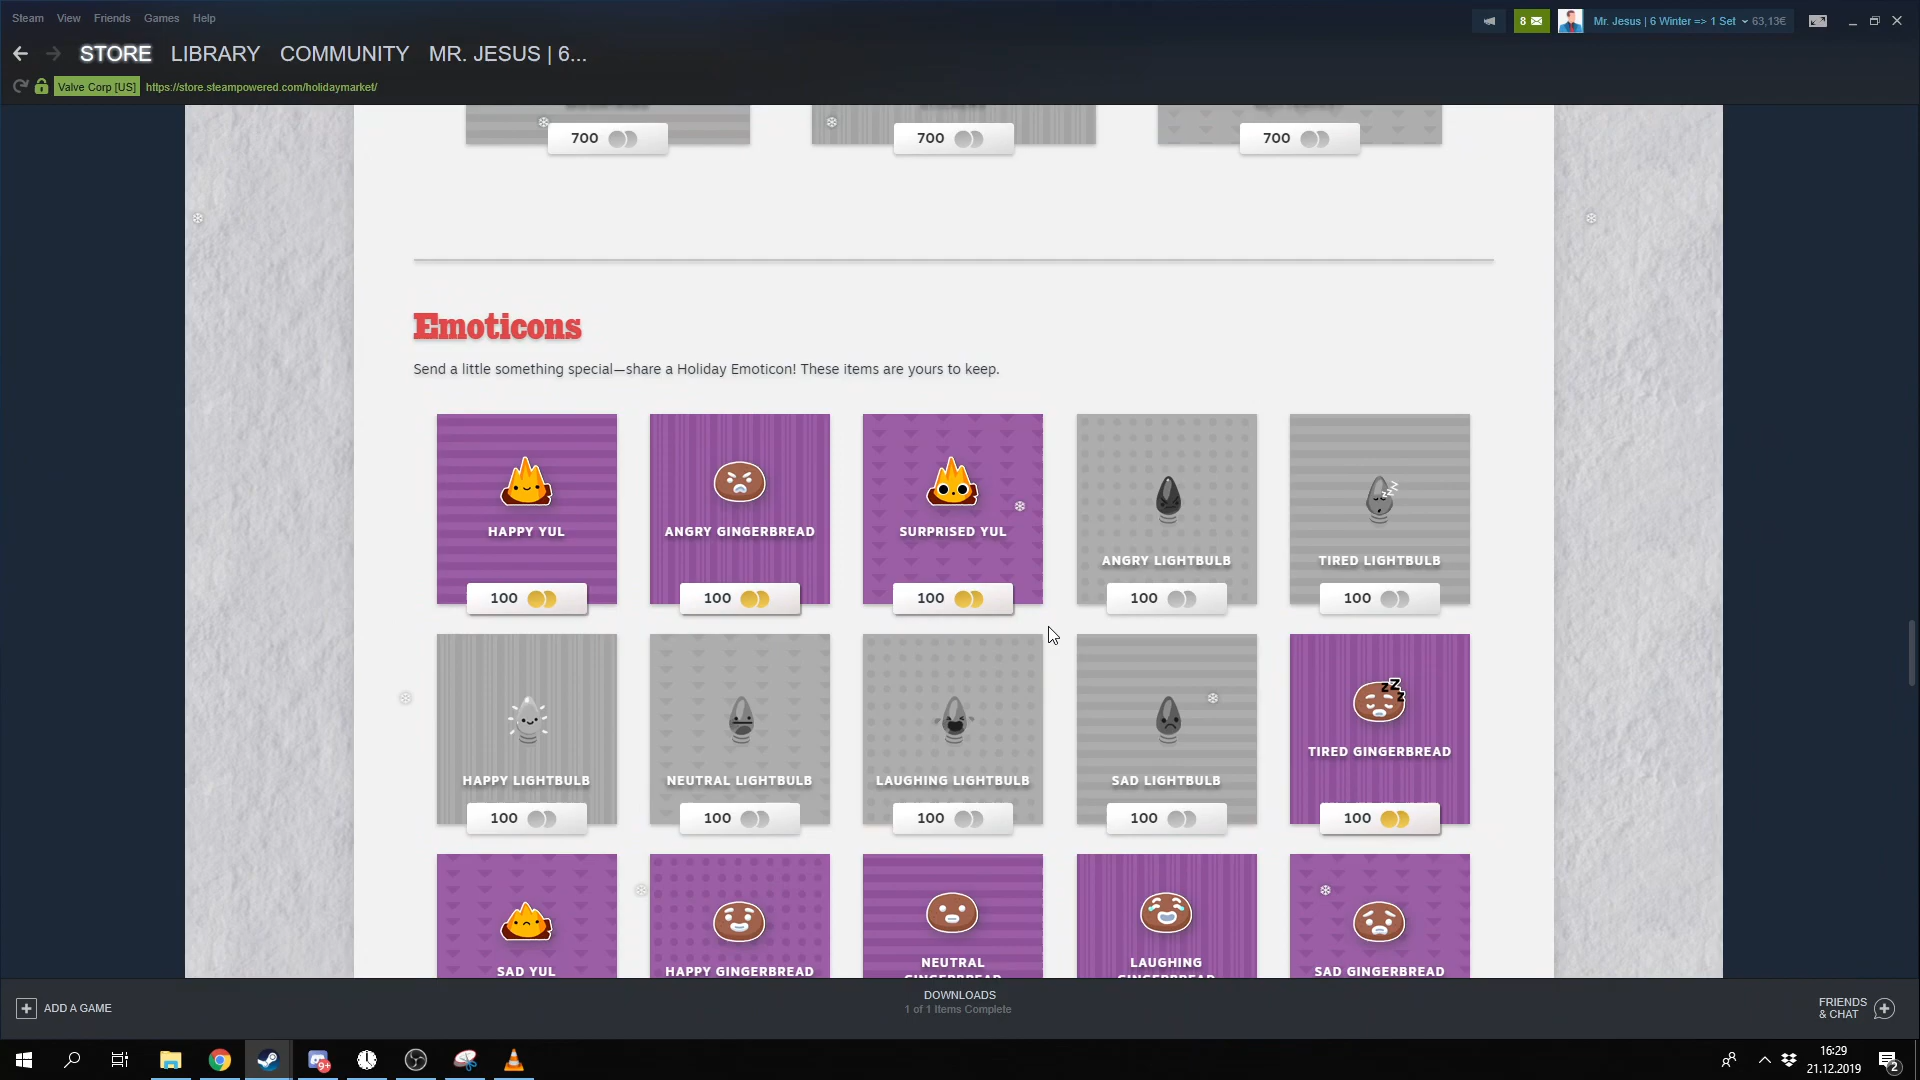 Steam View Friends Games Help
8 Mr. Jesus | 6 Winter => 1 Set 63,13€
STORE LIBRARY COMMUNITY MR. JESUS | 6...
Valve Corp [US] https://store.steampowered.com/holidaymarket/
700 700 700
Emoticons
Send a little something special—share a Holiday Emoticon! These items are yours to keep.
HAPPY YUL ANGRY GINGERBREAD SURPRISED YUL ANGRY LIGHTBULB TIRED LIGHTBULB
100 100 100 100 100
HAPPY LIGHTBULB NEUTRAL LIGHTBULB LAUGHING LIGHTBULB SAD LIGHTBULB TIRED GINGERBREAD
100 100 100 100 100
SAD YUL HAPPY GINGERBREAD NEUTRAL GINGERBREAD LAUGHING GINGERBREAD SAD GINGERBREAD
ADD A GAME
DOWNLOADS
1 of 1 Items Complete
FRIENDS
& CHAT
9+
16:29
21.12.2019
2